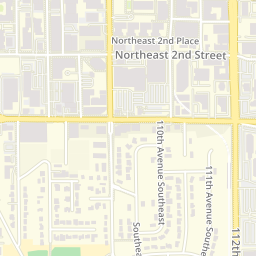 Northeast 2nd Place
Northeast 2nd Street
110th Avenue Southeast
111th Avenue Southe
112th
Southea